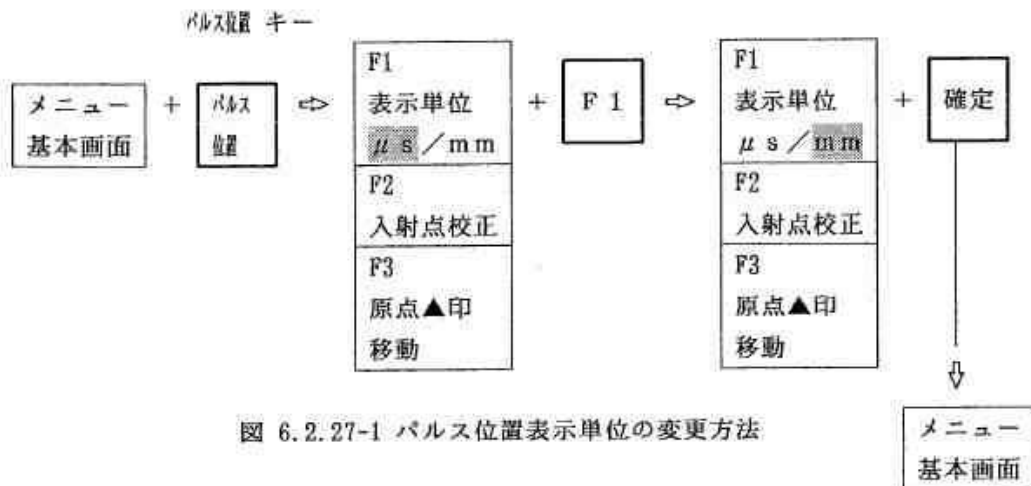 パルス位置 キー
メニュー
基本画面
+
パルス
位置
⇨
F1
表示単位
μs/mm
F2
入射点校正
F3
原点▲印
移動
+
F1
⇨
F1
表示単位
μs/mm
F2
入射点校正
F3
原点▲印
移動
+
確定
メニュー
基本画面
図 6.2.27-1 パルス位置表示単位の変更方法